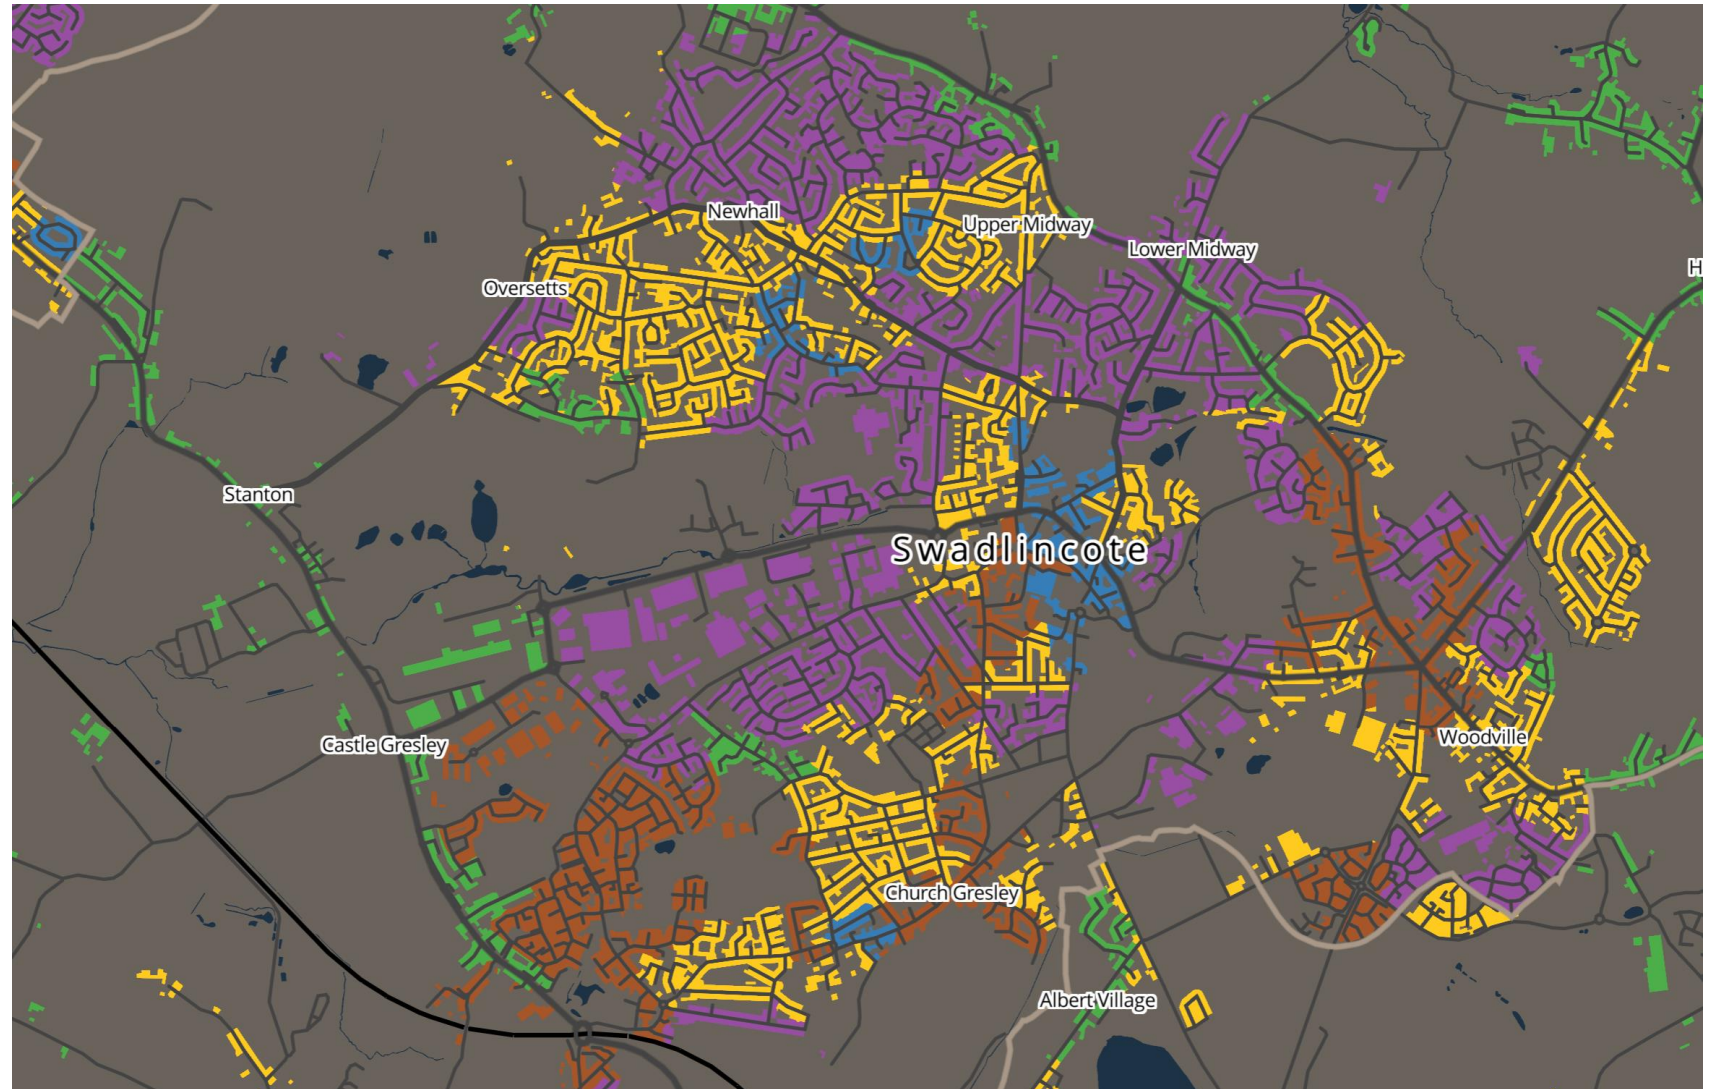 Newhall
Upper Midway
Lower Midway
H
Oversetts
Stanton
Swadlincote
Castle Gresley
Woodville
Church Gresley
Albert Village